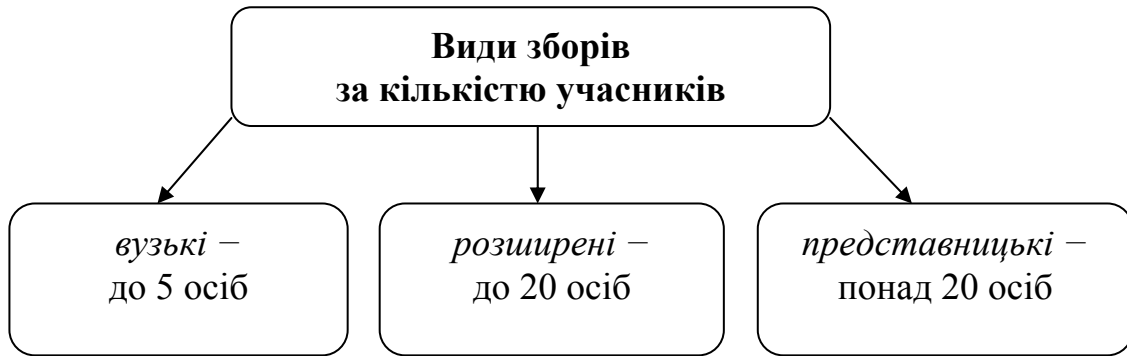 Види зборів
за кількістю учасників
вузькі –
до 5 осіб
розширені –
до 20 осіб
представницькі –
понад 20 осіб